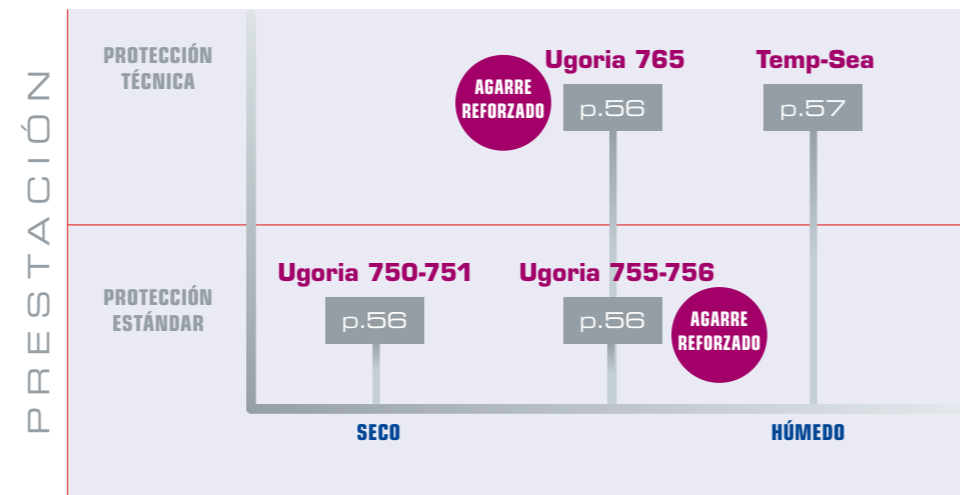 PRESTACIÓN
PROTECCIÓN
TÉCNICA
AGARRE
REFORZADO
Ugoria 765
p.56
Temp-Sea
p.57
PROTECCIÓN
ESTÁNDAR
Ugoria 750-751
p.56
Ugoria 755-756
p.56
AGARRE
REFORZADO
SECO
HÚMEDO